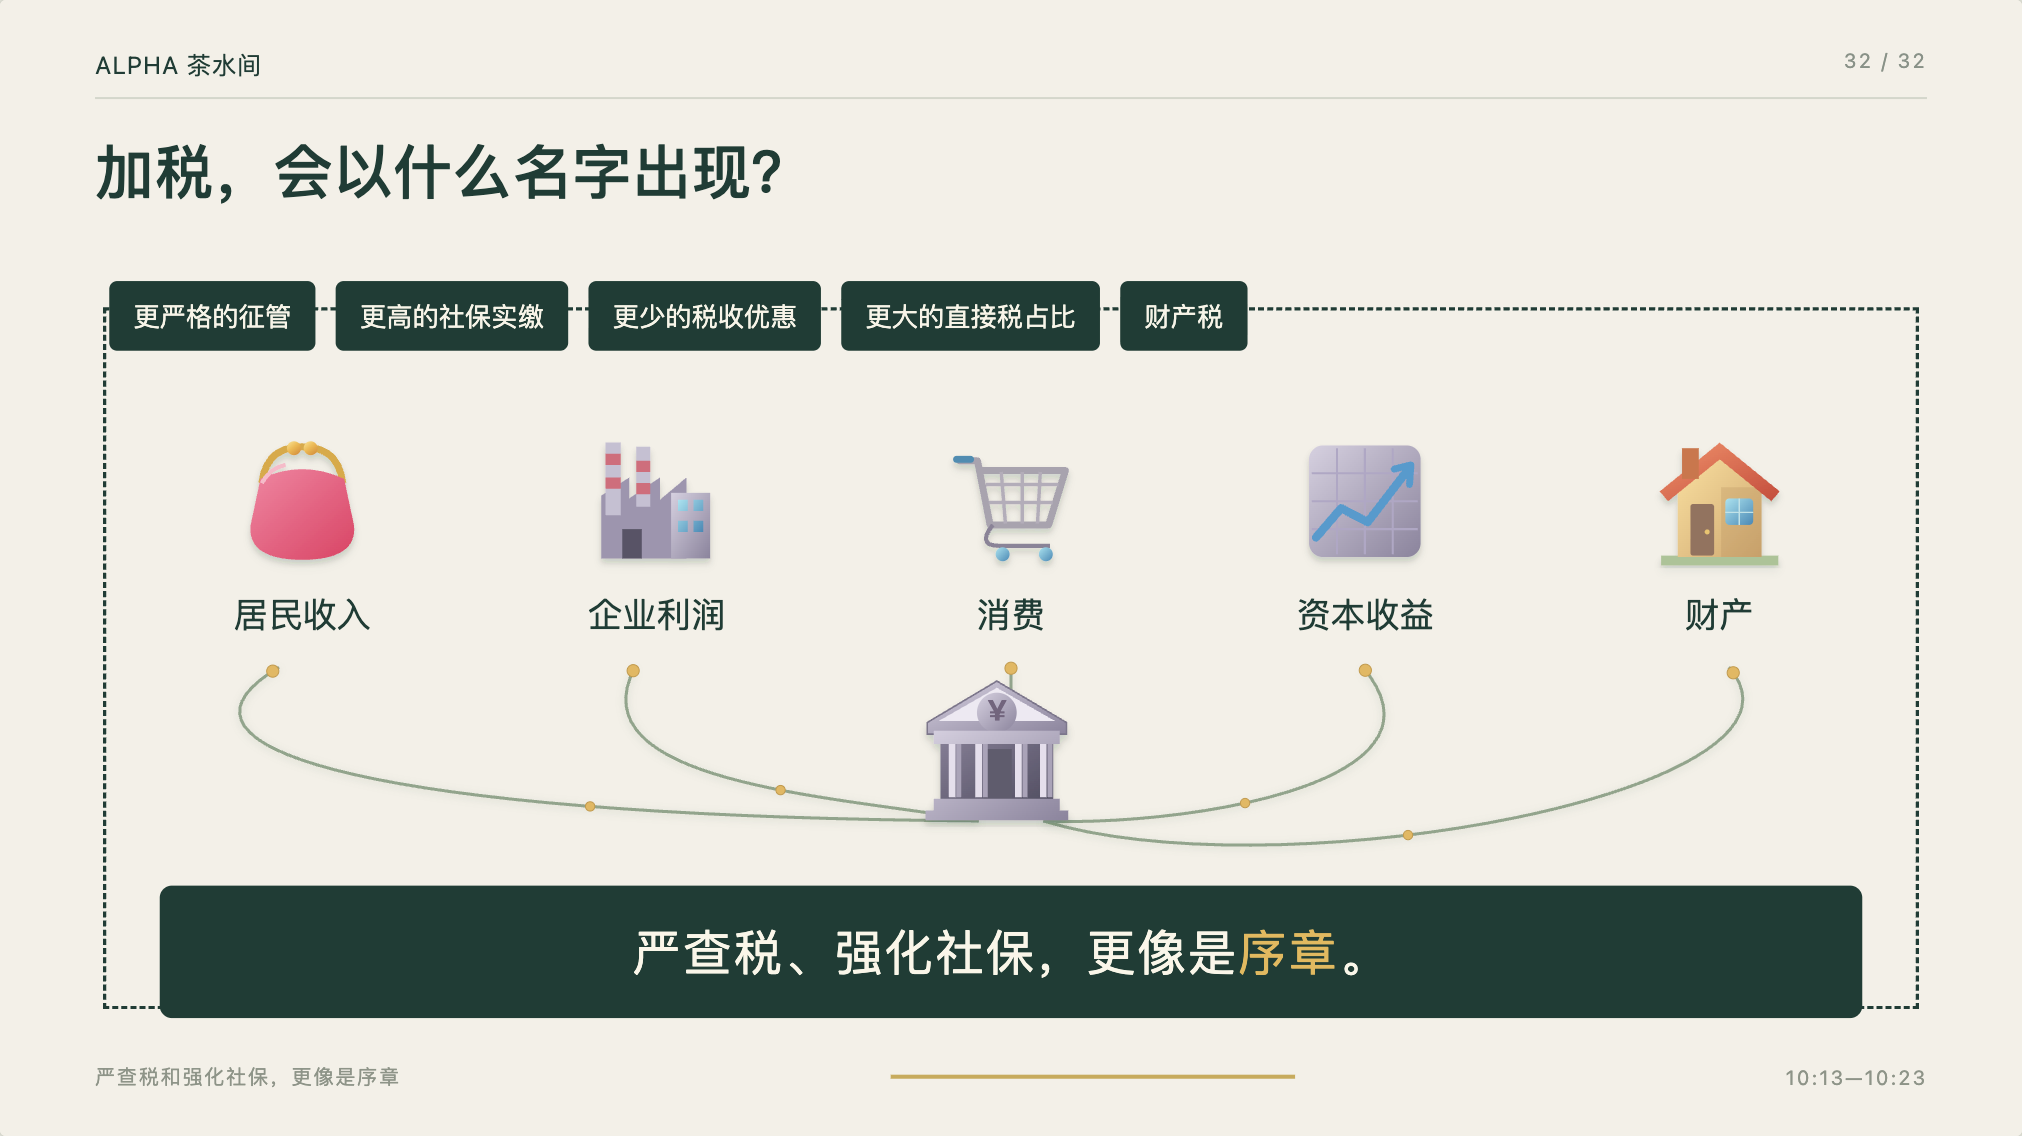 ALPHA 茶水间
32 / 32
加税，会以什么名字出现？
更严格的征管
更高的社保实缴
更少的税收优惠
更大的直接税占比
财产税
居民收入
企业利润
消费
资本收益
财产
¥
严查税、强化社保，更像是序章。
严查税和强化社保，更像是序章
10:13—10:23